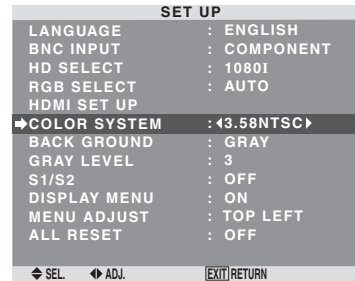 SET UP
LANGUAGE : ENGLISH
BNC INPUT : COMPONENT
HD SELECT : 1080I
RGB SELECT : AUTO
HDMI SET UP
COLOR SYSTEM : 3.58NTSC
BACK GROUND : GRAY
GRAY LEVEL : 3
S1/S2 : OFF
DISPLAY MENU : ON
MENU ADJUST : TOP LEFT
ALL RESET : OFF
SEL. ADJ. EXIT RETURN